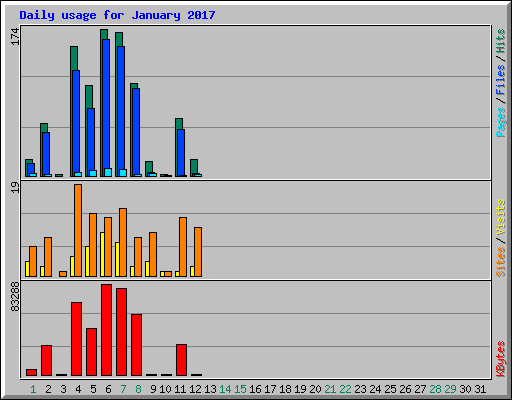 Daily usage for January 2017
174
19
83288
Pages/Files/Hits
Sites/Visits
KBytes
1 2 3 4 5 6 7 8 9 10 11 12 13 14 15 16 17 18 19 20 21 22 23 24 25 26 27 28 29 30 31